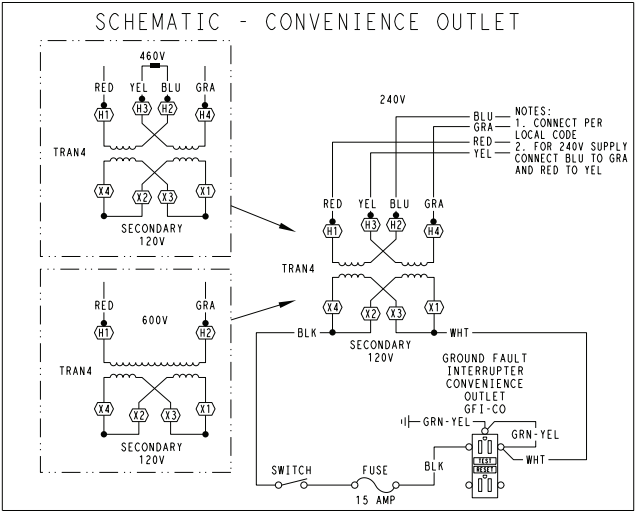 SCHEMATIC - CONVENIENCE OUTLET
460V
RED YEL BLU GRA
H1 H3 H2 H4
TRAN4
X4 X2 X3 X1
SECONDARY
120V
RED GRA
600V
H1 H2
TRAN4
X4 X2 X3 X1
SECONDARY
120V
240V
BLU
GRA
RED
YEL
NOTES:
1. CONNECT PER
LOCAL CODE
2. FOR 240V SUPPLY
CONNECT BLU TO GRA
AND RED TO YEL
RED YEL BLU GRA
H1 H3 H2 H4
TRAN4
X4 X2 X3 X1
BLK WHT
SECONDARY
120V
GROUND FAULT
INTERRUPTER
CONVENIENCE
OUTLET
GFI-CO
GRN-YEL
GRN-YEL
WHT
BLK
TEST
RESET
SWITCH FUSE
15 AMP